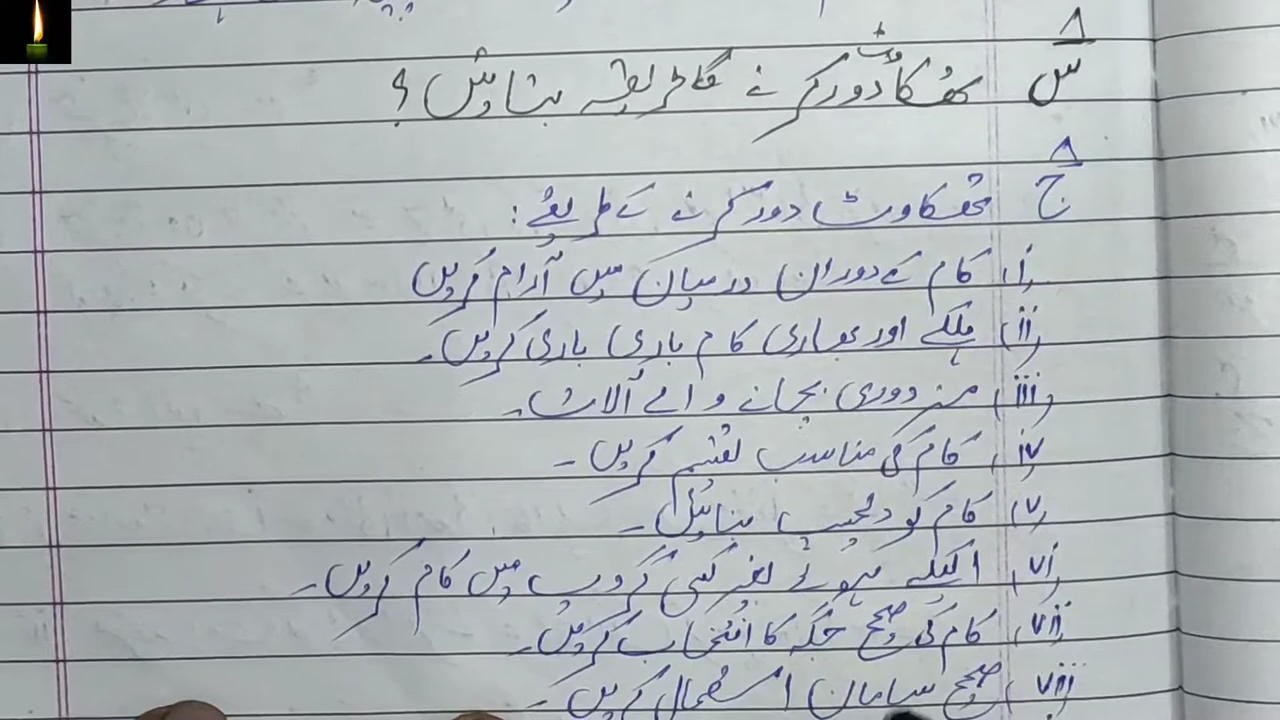 س۸ تھکاوٹ دور کرنے کا طریقہ بتائیں ؟
ج۸ تھکاوٹ دور کرنے کے طریقے :
(i) کام کے دوران درمیان میں آرام کریں
(ii) ہلکے اور بھاری کام باری باری کریں۔
(iii) مزدوری بچانے والے آلات۔
(iv) کام کی مناسب تقسیم کریں۔
(v) کام کو دلچسپ بنائیں۔
(vi) اکیلے ہوئے بغیر کسی گروپ میں کام کریں۔
(vii) کام کی صحیح جگہ کا انتخاب کریں۔
(viii) صحیح سامان استعمال کریں۔